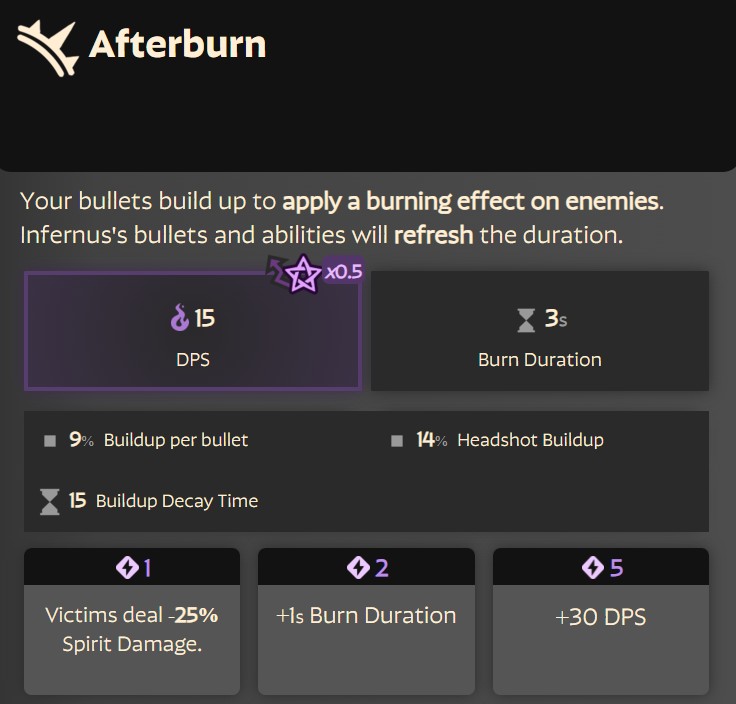 Afterburn
Your bullets build up to apply a burning effect on enemies.
Infernus's bullets and abilities will refresh the duration.
x0.5
15
DPS
3s
Burn Duration
9% Buildup per bullet
14% Headshot Buildup
15 Buildup Decay Time
1
Victims deal -25%
Spirit Damage.
2
+1s Burn Duration
5
+30 DPS